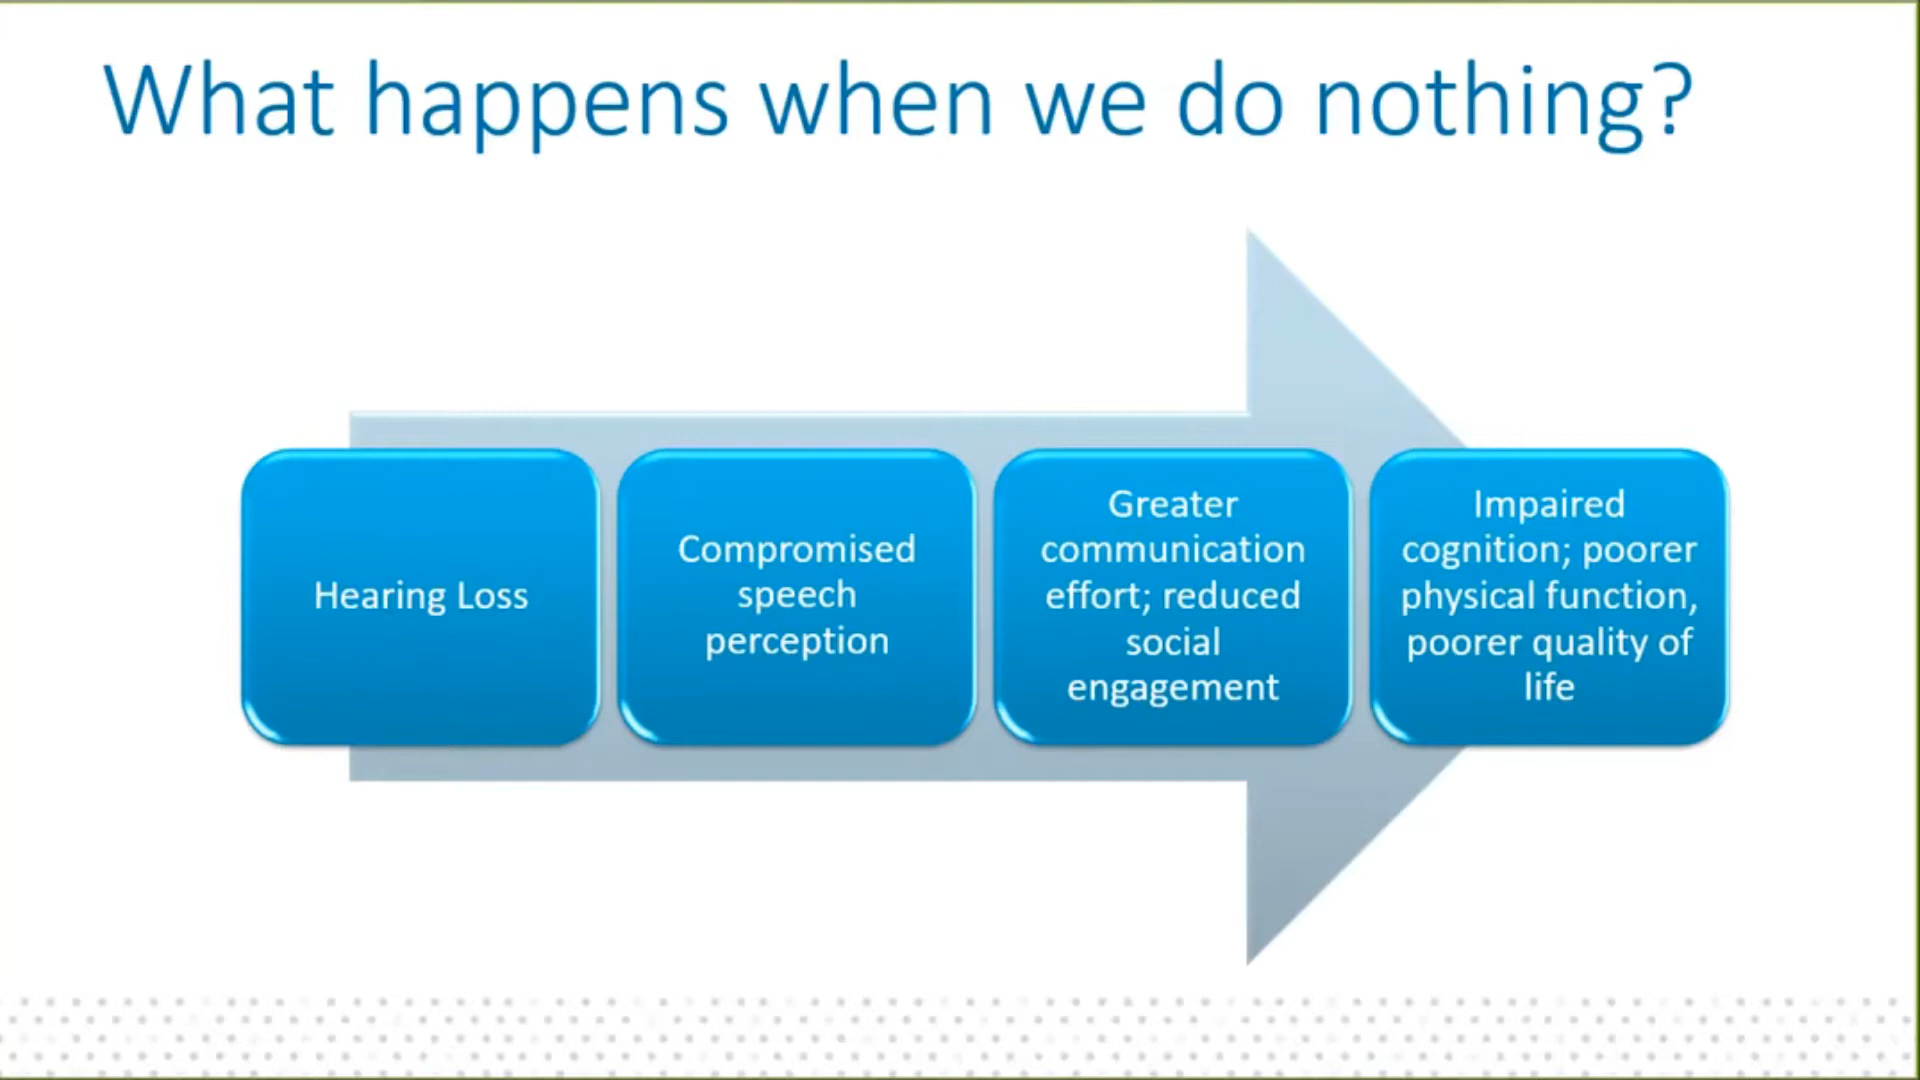 What happens when we do nothing?
Hearing Loss
Compromised
speech
perception
Greater
communication
effort; reduced
social
engagement
Impaired
cognition; poorer
physical function,
poorer quality of
life